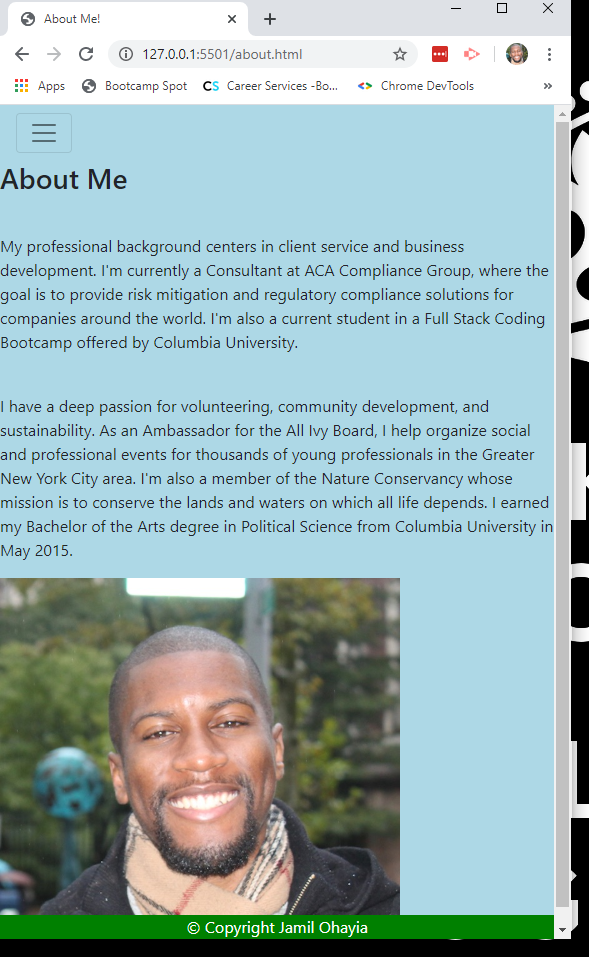 About Me!
127.0.0.1:5501/about.html
Apps Bootcamp Spot CS Career Services -Bo... Chrome DevTools »
About Me
My professional background centers in client service and business
development. I'm currently a Consultant at ACA Compliance Group, where the
goal is to provide risk mitigation and regulatory compliance solutions for
companies around the world. I'm also a current student in a Full Stack Coding
Bootcamp offered by Columbia University.
I have a deep passion for volunteering, community development, and
sustainability. As an Ambassador for the All Ivy Board, I help organize social
and professional events for thousands of young professionals in the Greater
New York City area. I'm also a member of the Nature Conservancy whose
mission is to conserve the lands and waters on which all life depends. I earned
my Bachelor of the Arts degree in Political Science from Columbia University in
May 2015.
© Copyright Jamil Ohayia